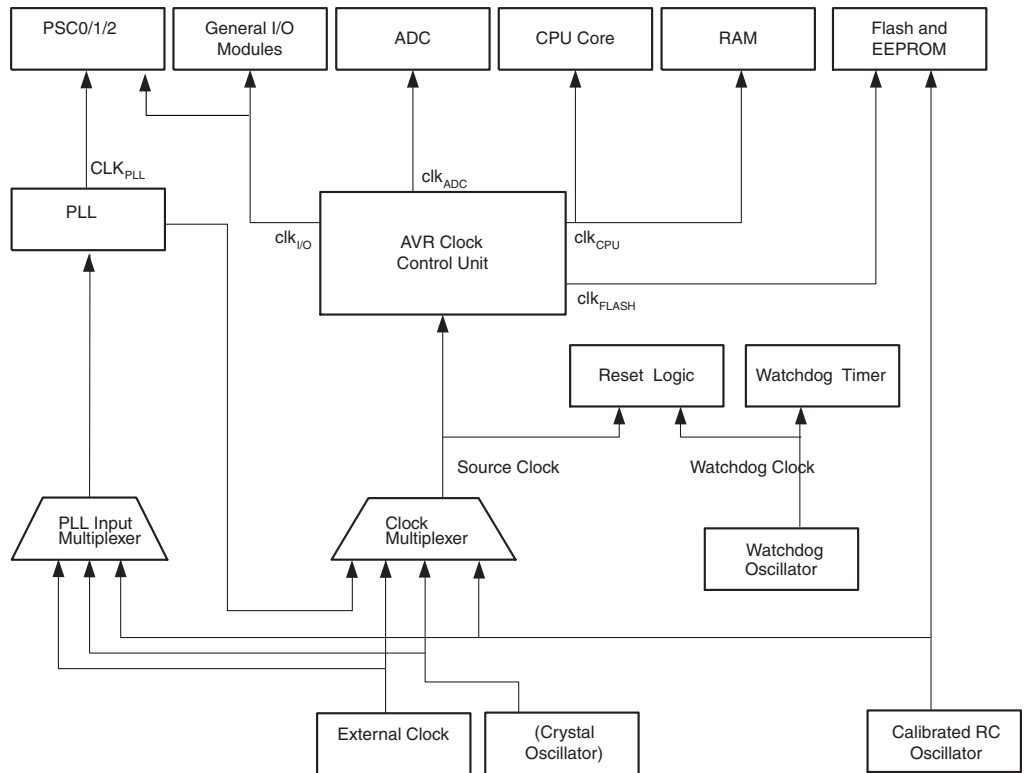 PSC0/1/2
General I/O
Modules
ADC
CPU Core
RAM
Flash and
EEPROM
CLKPLL
PLL
clkADC
clkI/O
AVR Clock
Control Unit
clkCPU
clkFLASH
Reset Logic
Watchdog Timer
Source Clock
Watchdog Clock
PLL Input
Multiplexer
Clock
Multiplexer
Watchdog
Oscillator
External Clock
(Crystal
Oscillator)
Calibrated RC
Oscillator